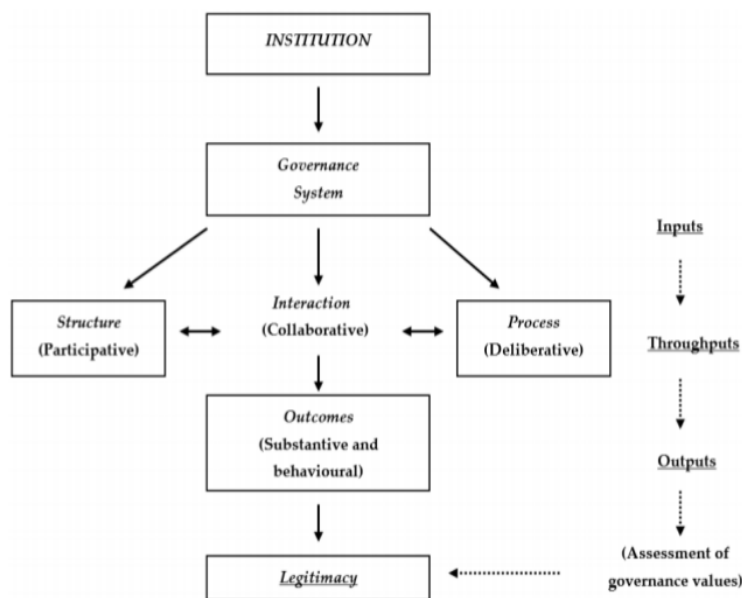 INSTITUTION
Governance
System
Inputs
Structure
(Participative)
Interaction
(Collaborative)
Process
(Deliberative)
Throughputs
Outcomes
(Substantive and
behavioural)
Outputs
Legitimacy
(Assessment of
governance values)